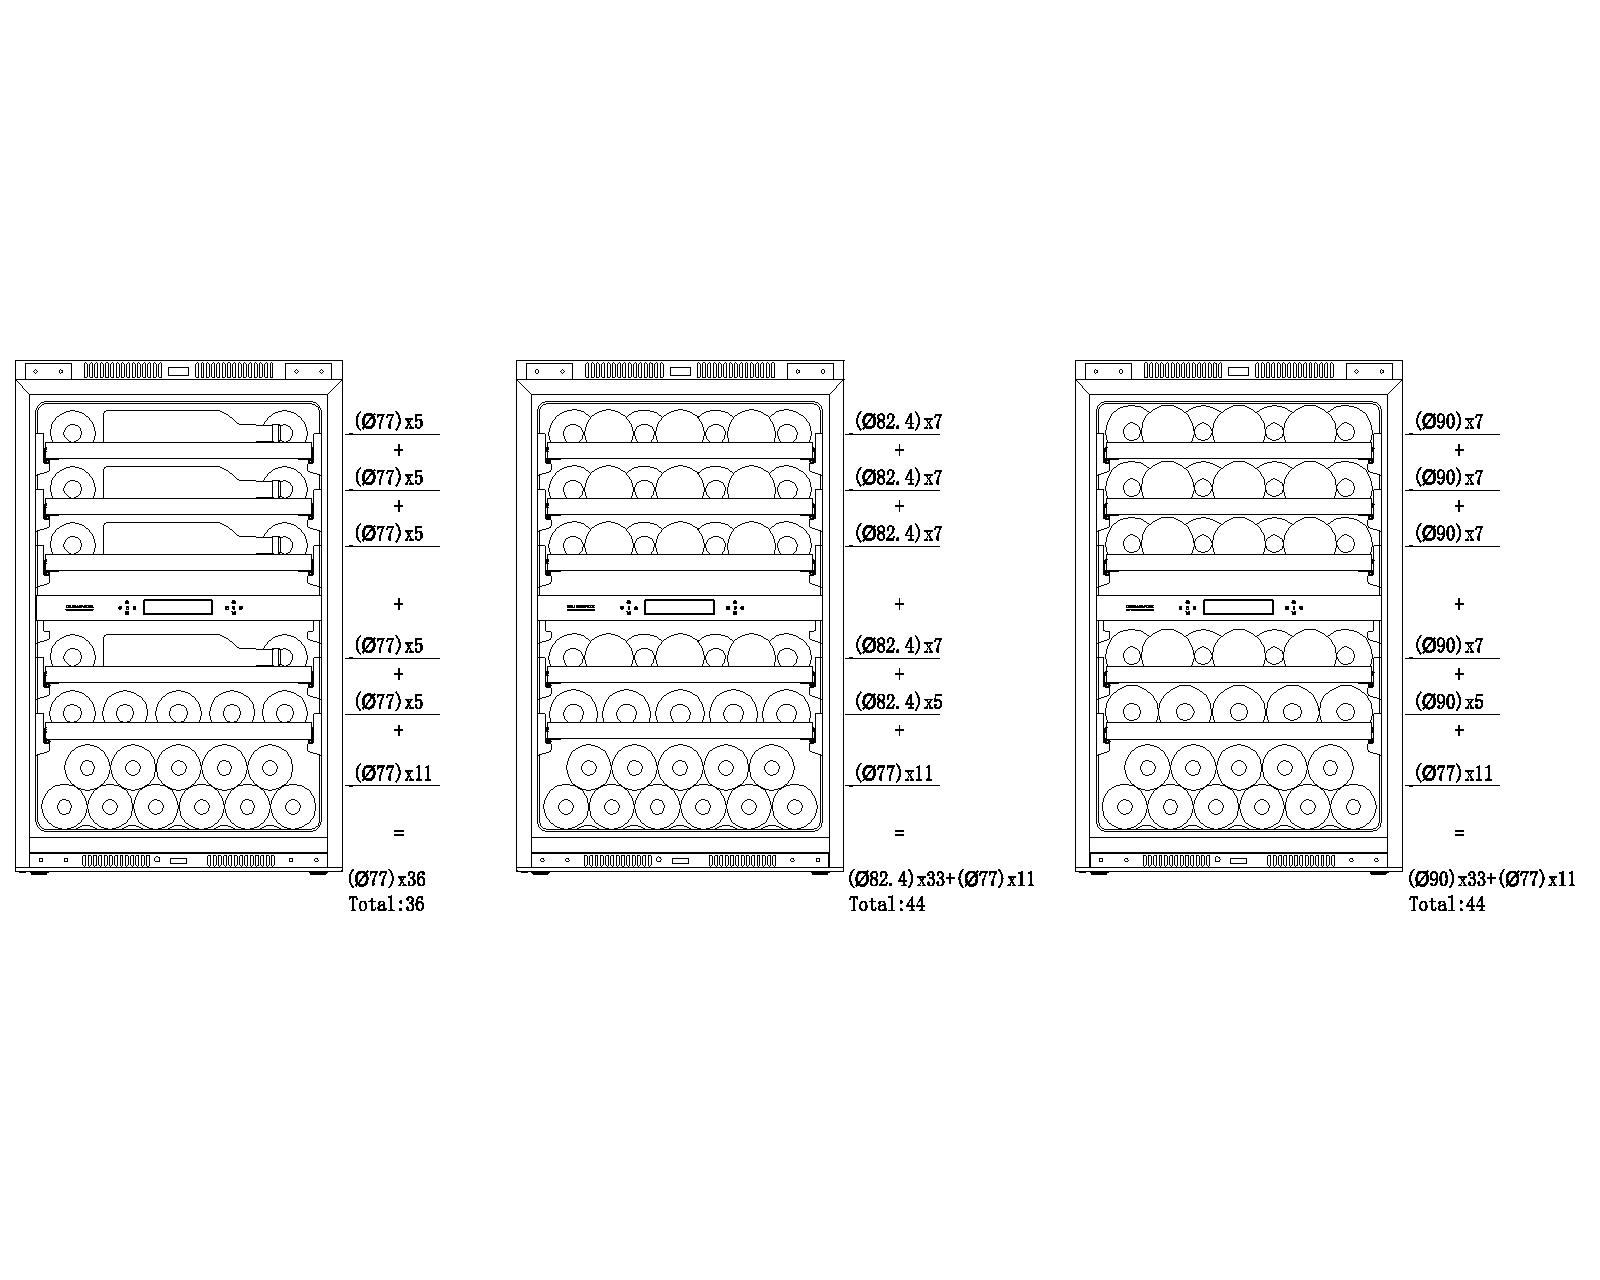 (Ø77)x5
+
(Ø77)x5
+
(Ø77)x5
+
(Ø77)x5
+
(Ø77)x5
+
(Ø77)x11
=
(Ø77)x36
Total:36
(Ø82.4)x7
+
(Ø82.4)x7
+
(Ø82.4)x7
+
(Ø82.4)x7
+
(Ø82.4)x5
+
(Ø77)x11
=
(Ø82.4)x33+(Ø77)x11
Total:44
(Ø90)x7
+
(Ø90)x7
+
(Ø90)x7
+
(Ø90)x7
+
(Ø90)x5
+
(Ø77)x11
=
(Ø90)x33+(Ø77)x11
Total:44